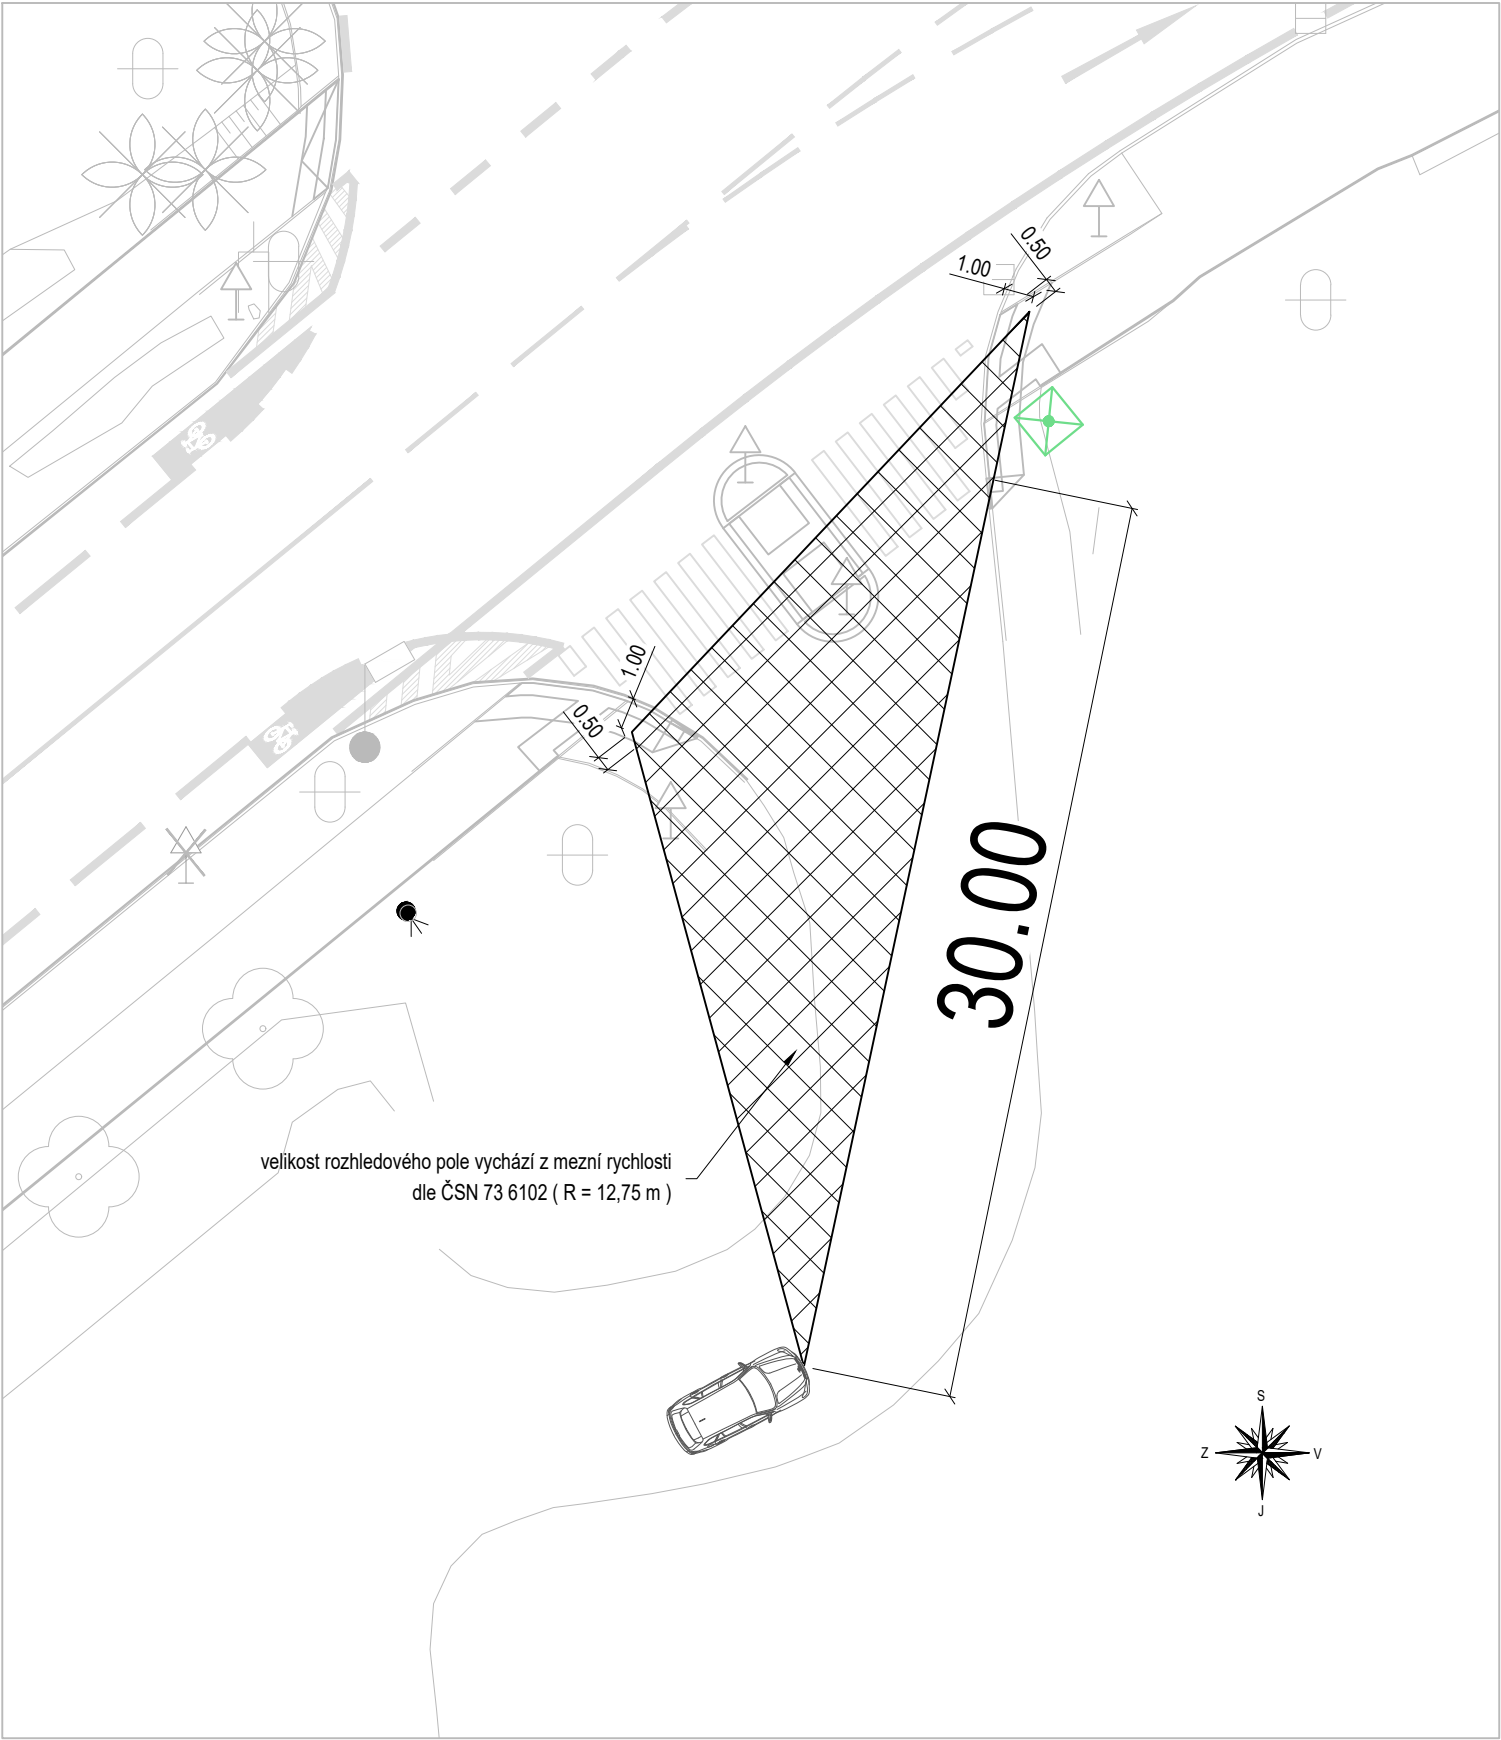 0.50
1.00
1.00
0.50
30.00
velikost rozhledového pole vychází z mezní rychlosti
dle ČSN 73 6102 ( R = 12,75 m )
S
Z
V
J